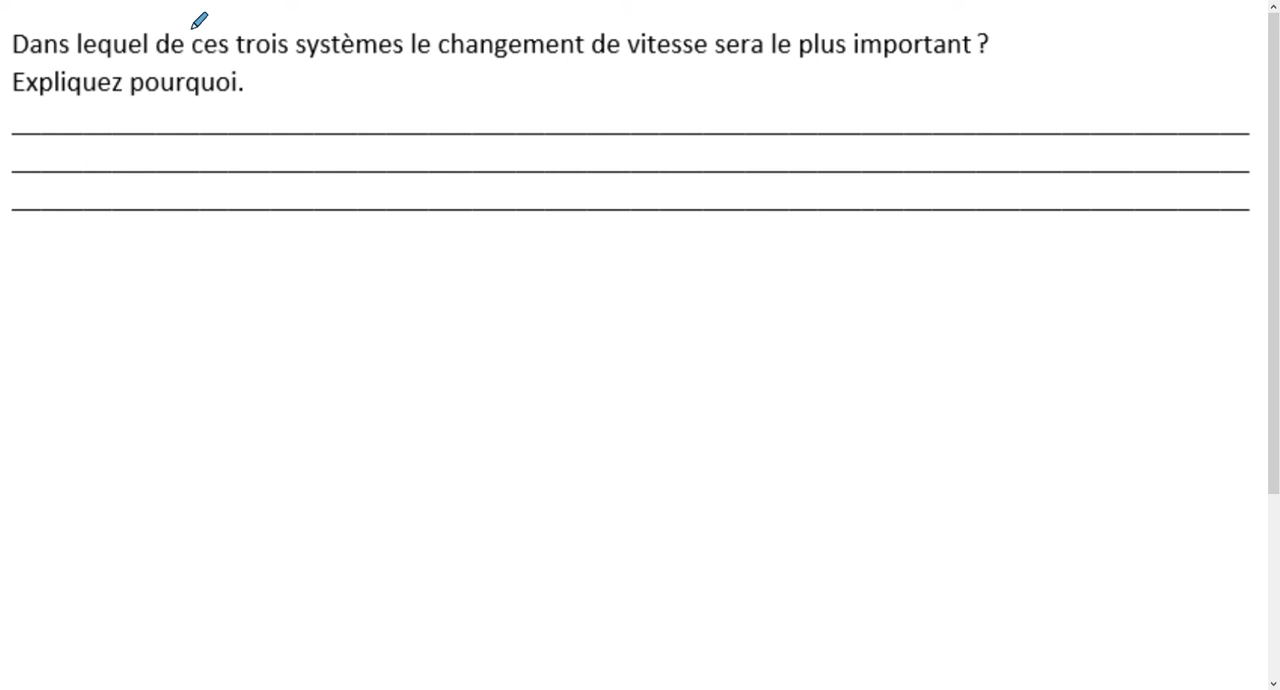 Dans lequel de ces trois systèmes le changement de vitesse sera le plus important ?
Expliquez pourquoi.